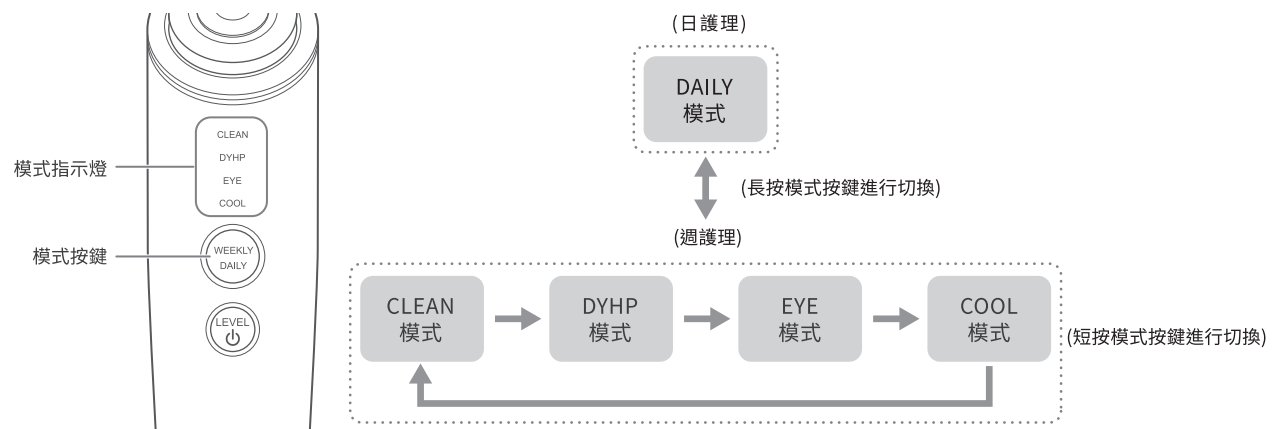 模式指示燈
模式按鍵
CLEAN
DYHP
EYE
COOL
WEEKLY
DAILY
LEVEL
(日護理)
DAILY
模式
(長按模式按鍵進行切換)
(週護理)
CLEAN
模式
DYHP
模式
EYE
模式
COOL
模式
(短按模式按鍵進行切換)